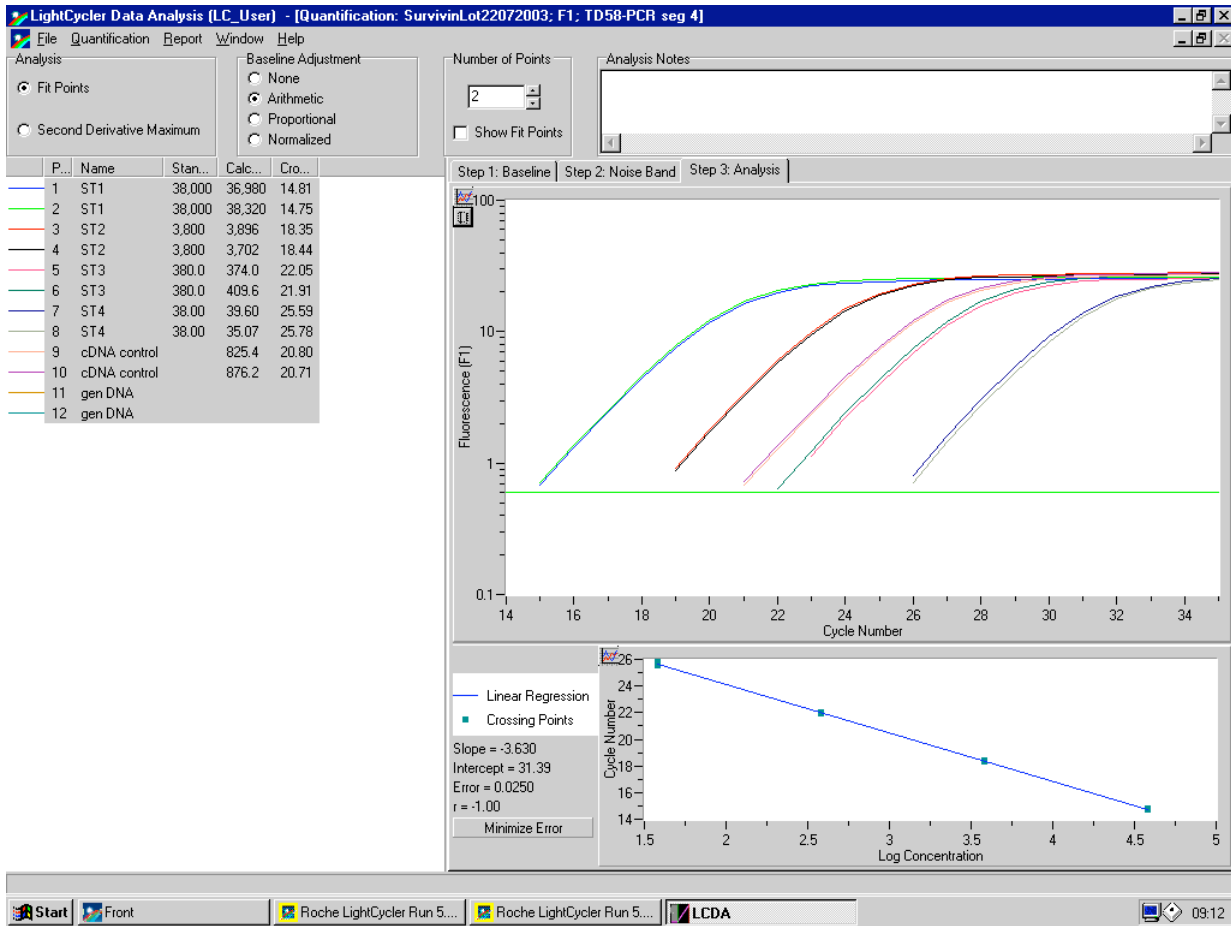 LightCycler Data Analysis (LC_User) - [Quantification: SurvivinLot22072003; F1; TD58-PCR seg 4]
File Quantification Report Window Help
Analysis
Fit Points
Second Derivative Maximum
Baseline Adjustment
None
Arithmetic
Proportional
Normalized
Number of Points
2
Show Fit Points
Analysis Notes
P... Name Stan... Calc... Cro...
1 ST1 38,000 36,980 14.81
2 ST1 38,000 38,320 14.75
3 ST2 3,800 3,896 18.35
4 ST2 3,800 3,702 18.44
5 ST3 380.0 374.0 22.05
6 ST3 380.0 409.6 21.91
7 ST4 38.00 39.60 25.59
8 ST4 38.00 35.07 25.78
9 cDNA control 825.4 20.80
10 cDNA control 876.2 20.71
11 gen DNA
12 gen DNA
Step 1: Baseline Step 2: Noise Band Step 3: Analysis
100
10
1
0.1
Fluorescence (F1)
14 16 18 20 22 24 26 28 30 32 34
Cycle Number
Linear Regression
Crossing Points
Slope = -3.630
Intercept = 31.39
Error = 0.0250
r = -1.00
Minimize Error
26
24
22
20
18
16
14
Cycle Number
1.5 2 2.5 3 3.5 4 4.5 5
Log Concentration
Start Front Roche LightCycler Run 5.... Roche LightCycler Run 5.... LCDA 09:12